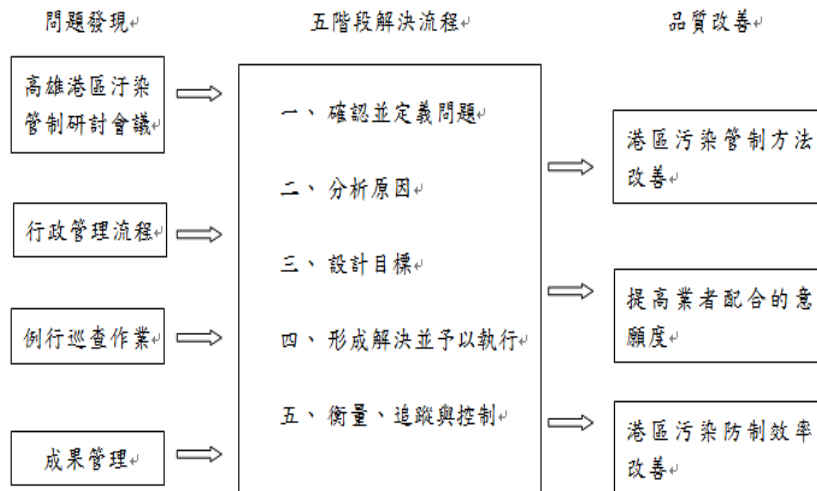 問題發現
五階段解決流程
品質改善
高雄港區汙染
管制研討會議
行政管理流程
例行巡查作業
成果管理
一、確認並定義問題
二、分析原因
三、設計目標
四、形成解決並予以執行
五、衡量、追蹤與控制
港區污染管制方法
改善
提高業者配合的意
願度
港區污染防制效率
改善